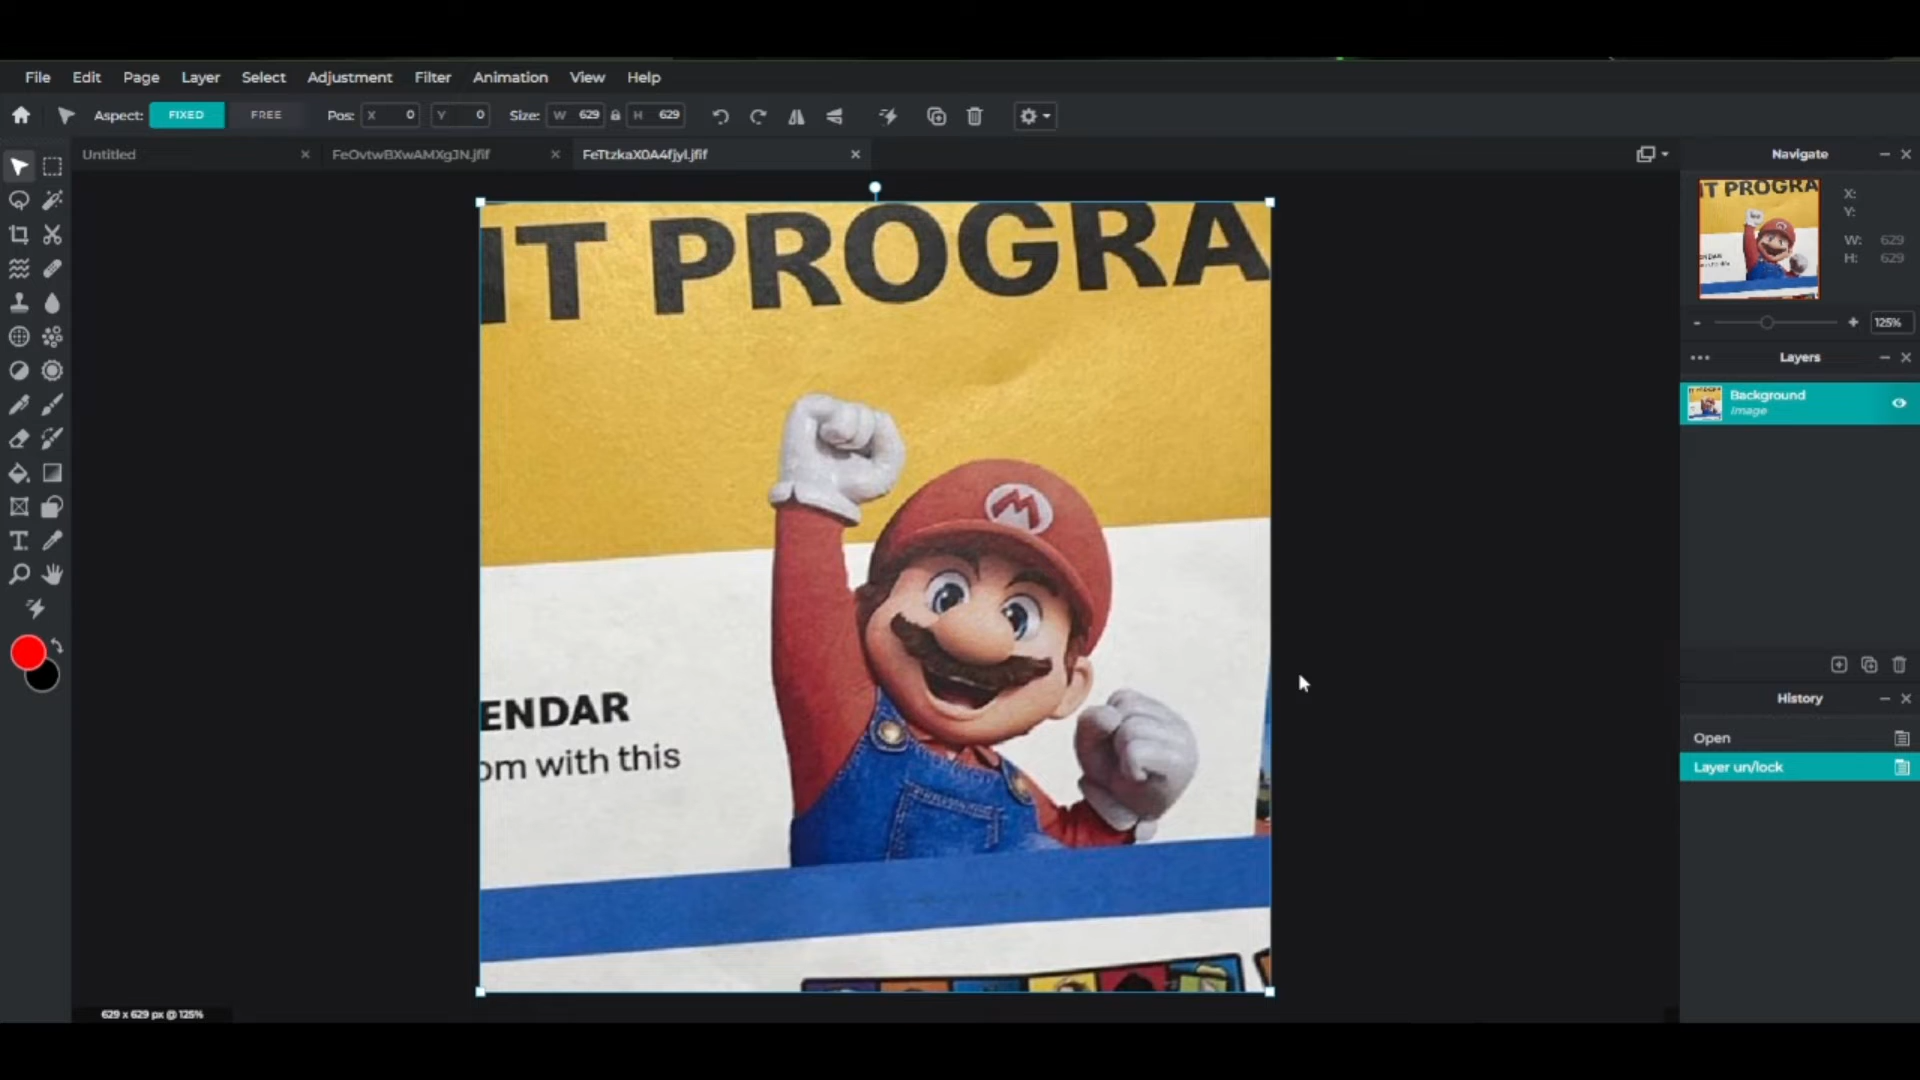 File Edit Page Layer Select Adjustment Filter Animation View Help
Aspect: FIXED FREE Pos: X 0 Y 0 Size: W 629 H 629
Untitled FeOvtwBXwAMXgJN.jfif FeTtzkaX0A4fjyl.jfif
Navigate
IT PROGRA
X:
Y:
W: 629
H: 629
125%
Layers
Background
Image
IT PROGRA
M
ENDAR
om with this
History
Open
Layer un/lock
629 x 629 px @ 125%